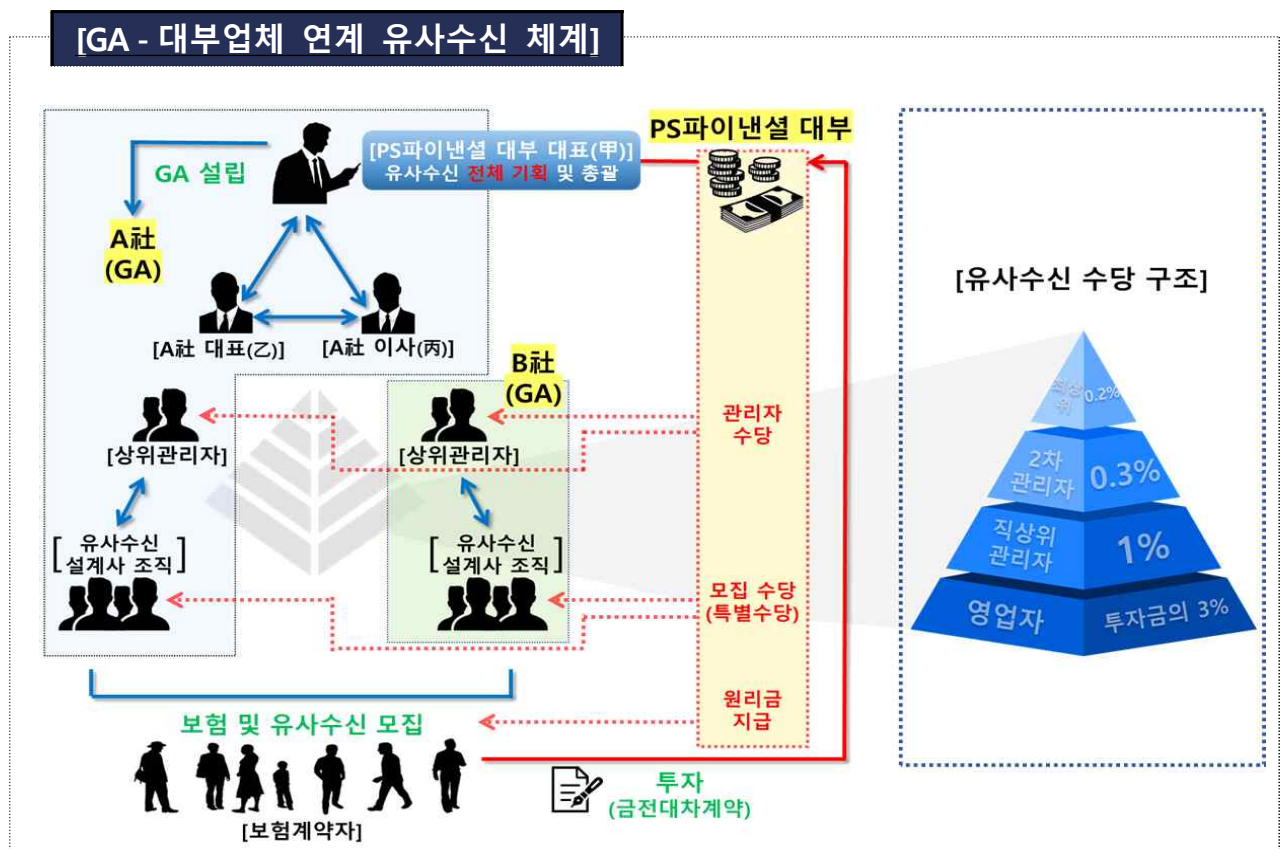 [GA - 대부업체 연계 유사수신 체계]
[PS파이낸셜 대부 대표(甲)]
유사수신 전체 기획 및 총괄
GA 설립
A社
(GA)
[A社 대표(乙)]
[A社 이사(丙)]
PS파이낸셜 대부
B社
(GA)
[상위관리자]
[상위관리자]
관리자
수당
[유사수신
설계사 조직]
[유사수신
설계사 조직]
모집 수당
(특별수당)
원리금
지급
보험 및 유사수신 모집
[보험계약자]
투자
(금전대차계약)
[유사수신 수당 구조]
최상
위
0.2%
2차
관리자
0.3%
직상위
관리자
1%
영업자
투자금의 3%